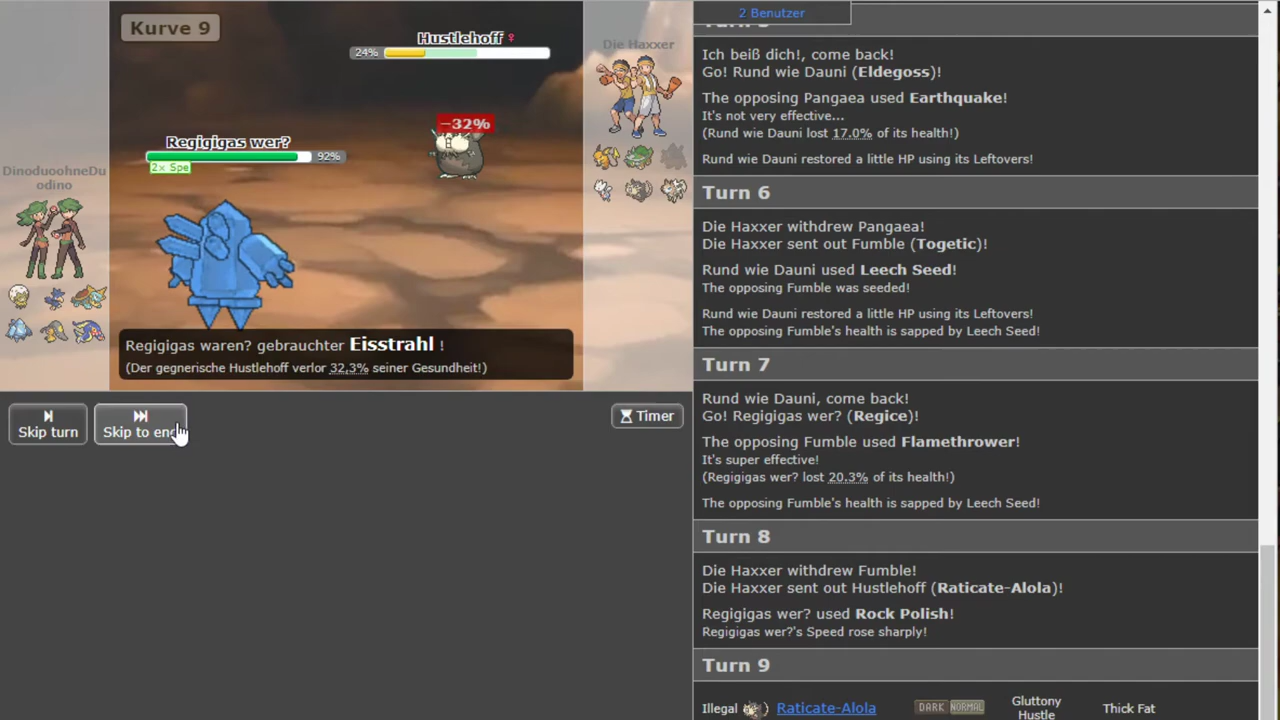 Kurve 9
Hustlehoff ♀
24%
-32%
Regigigas wer?
92%
2x Spe
Regigigas waren? gebrauchter Eisstrahl !
(Der gegnerische Hustlehoff verlor 32,3% seiner Gesundheit!)
DinoduoohneDu
odino
Die Haxxer
Skip turn
Skip to end
Timer
2 Benutzer
Turn 5
Ich beiß dich!, come back!
Go! Rund wie Dauni (Eldegoss)!
The opposing Pangaea used Earthquake!
It's not very effective...
(Rund wie Dauni lost 17.0% of its health!)
Rund wie Dauni restored a little HP using its Leftovers!
Turn 6
Die Haxxer withdrew Pangaea!
Die Haxxer sent out Fumble (Togetic)!
Rund wie Dauni used Leech Seed!
The opposing Fumble was seeded!
Rund wie Dauni restored a little HP using its Leftovers!
The opposing Fumble's health is sapped by Leech Seed!
Turn 7
Rund wie Dauni, come back!
Go! Regigigas wer? (Regice)!
The opposing Fumble used Flamethrower!
It's super effective!
(Regigigas wer? lost 20.3% of its health!)
The opposing Fumble's health is sapped by Leech Seed!
Turn 8
Die Haxxer withdrew Fumble!
Die Haxxer sent out Hustlehoff (Raticate-Alola)!
Regigigas wer? used Rock Polish!
Regigigas wer?'s Speed rose sharply!
Turn 9
Illegal Raticate-Alola DARK NORMAL Gluttony Thick Fat
Hustle